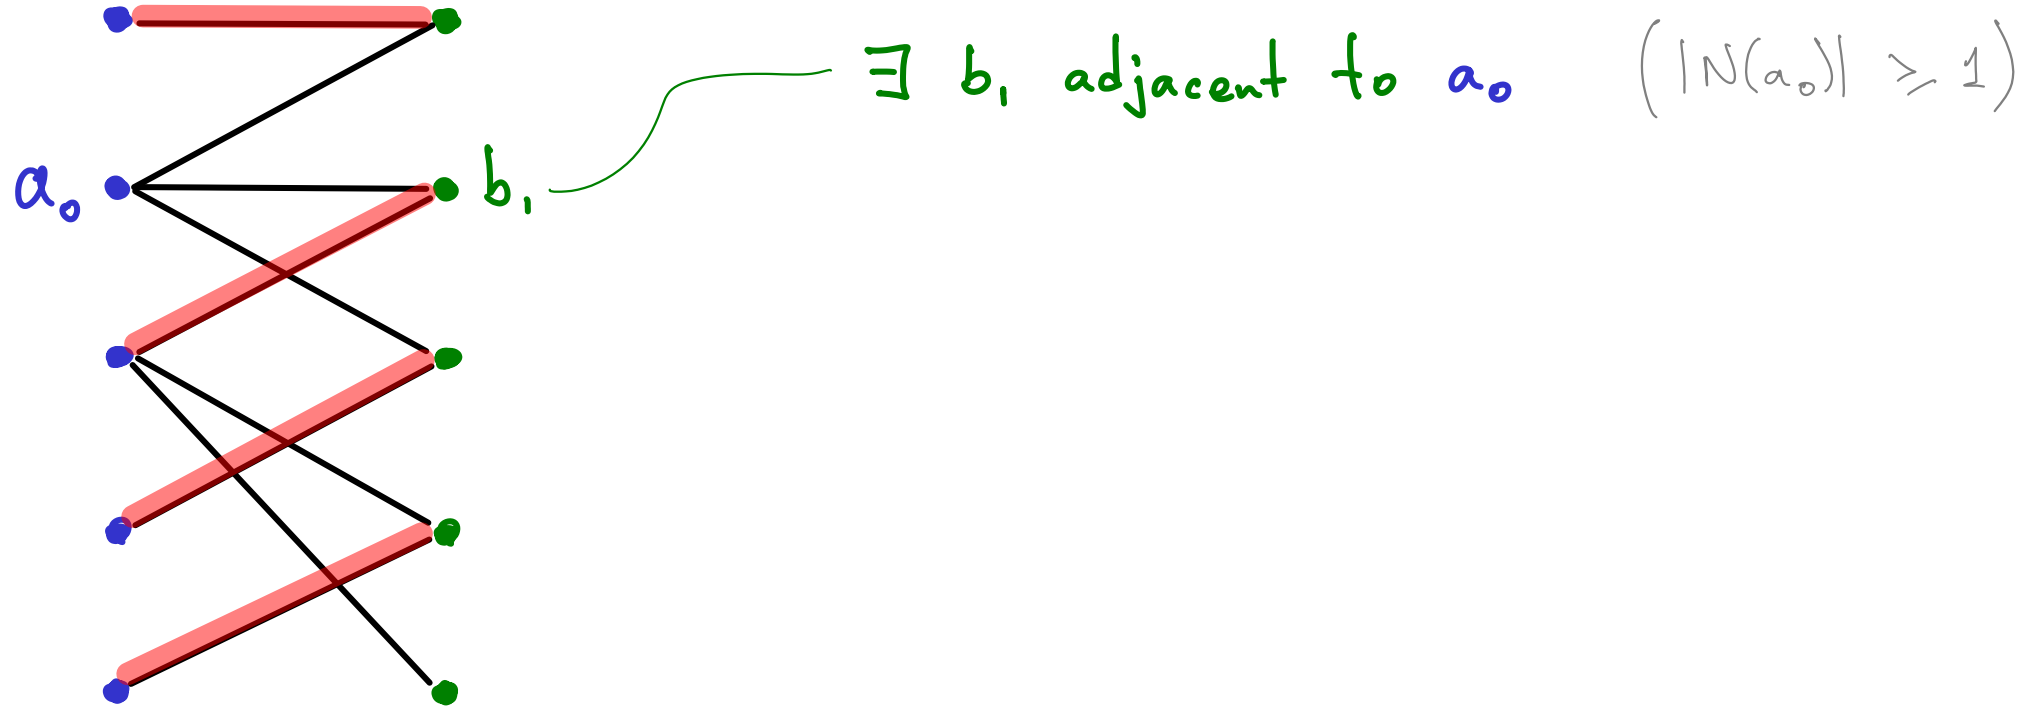 ∃ b₁ adjacent to a₀ (|N(a₀)| ⩾ 1)
a₀
b₁